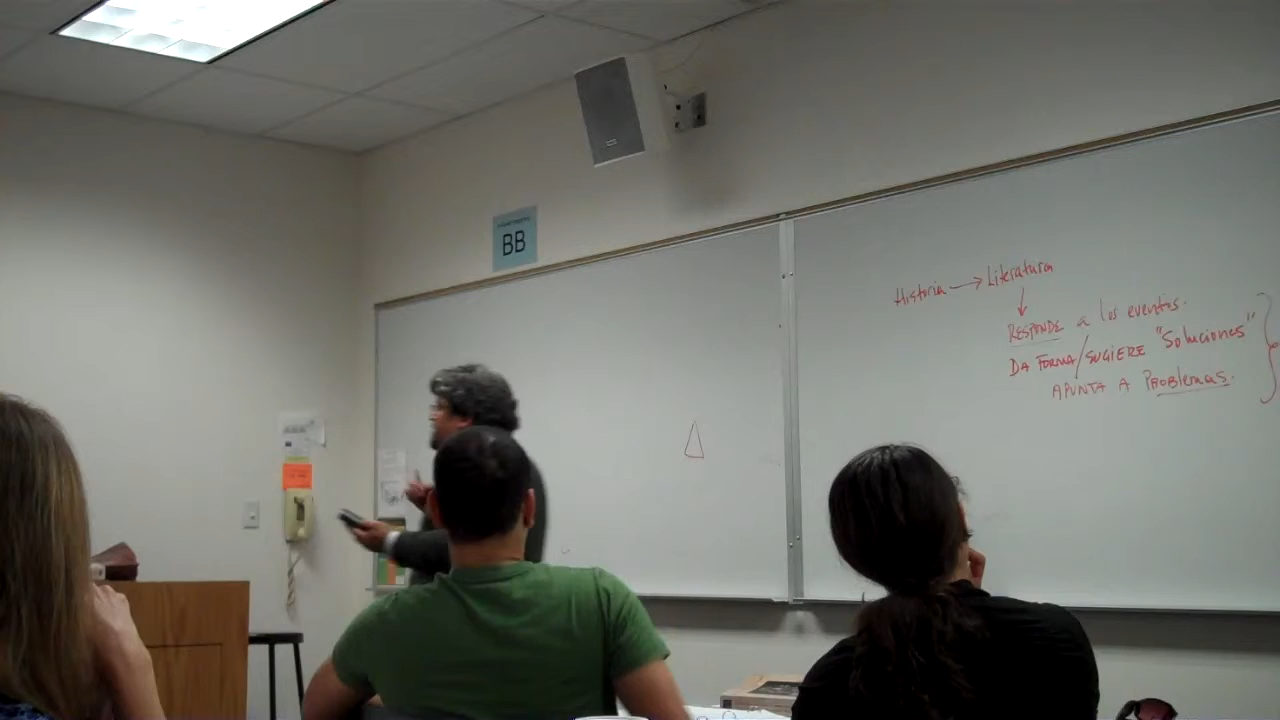 BB
Historia → Literatura
↓
RESPONDE a los eventos.
DA FORMA/SUGIERE "Soluciones"
APUNTA A PROBLEMAS.